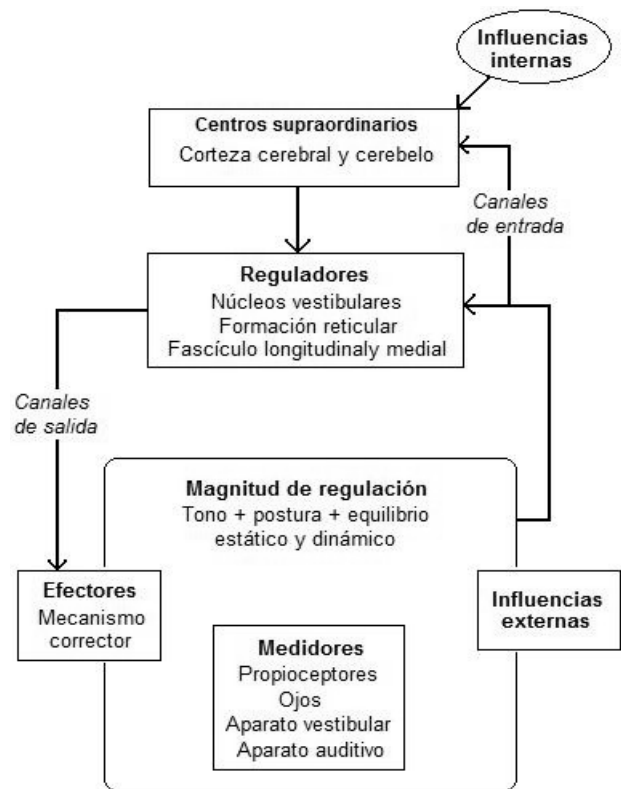 Influencias
internas
Centros supraordinarios
Corteza cerebral y cerebelo
Canales
de entrada
Reguladores
Núcleos vestibulares
Formación reticular
Fascículo longitudinaly medial
Canales
de salida
Magnitud de regulación
Tono + postura + equilibrio
estático y dinámico
Efectores
Mecanismo
corrector
Influencias
externas
Medidores
Propioceptores
Ojos
Aparato vestibular
Aparato auditivo